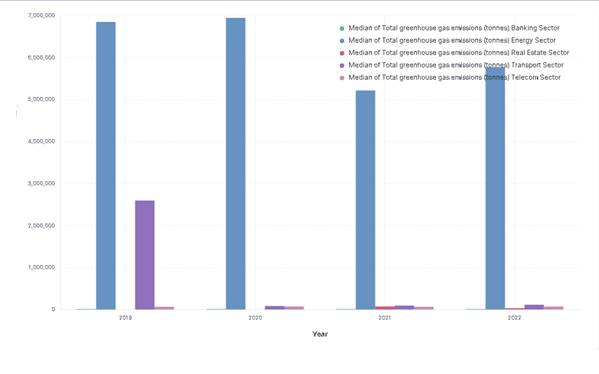 7,000,000
Median of Total greenhouse gas emissions (tonnes) Banking Sector
Median of Total greenhouse gas emissions (tonnes) Energy Sector
Median of Total greenhouse gas emissions (tonnes) Real Estate Sector
Median of Total greenhouse gas emissions (tonnes) Transport Sector
Median of Total greenhouse gas emissions (tonnes) Telecom Sector
6,000,000
5,000,000
4,000,000
3,000,000
2,000,000
1,000,000
0
2019 2020 2021 2022
Year